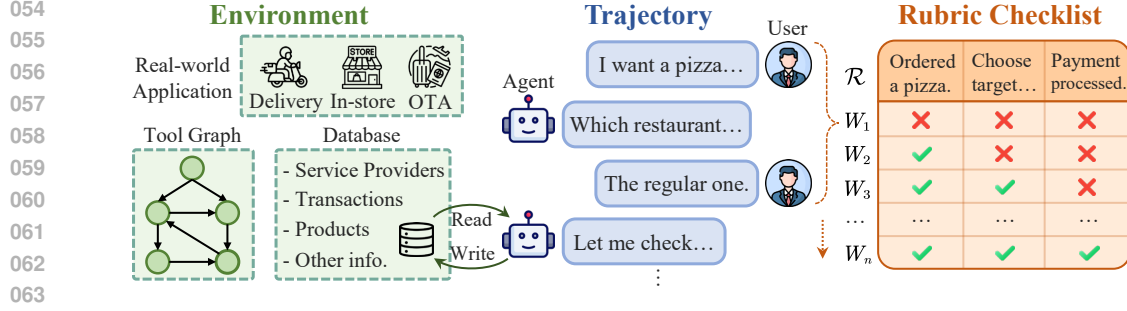 054
055
056
057
058
059
060
061
062
063
Environment
Real-world
Application
STORE
Delivery In-store OTA
Tool Graph
Database
- Service Providers
- Transactions
- Products
- Other info.
Read
Write
Trajectory
User
I want a pizza…
Agent
Which restaurant…
The regular one.
Let me check…
⋮
Rubric Checklist
R Ordered a pizza. Choose target… Payment processed.
W1 ❌ ❌ ❌
W2 ✓ ❌ ❌
W3 ✓ ✓ ❌
… … … …
Wn ✓ ✓ ✓